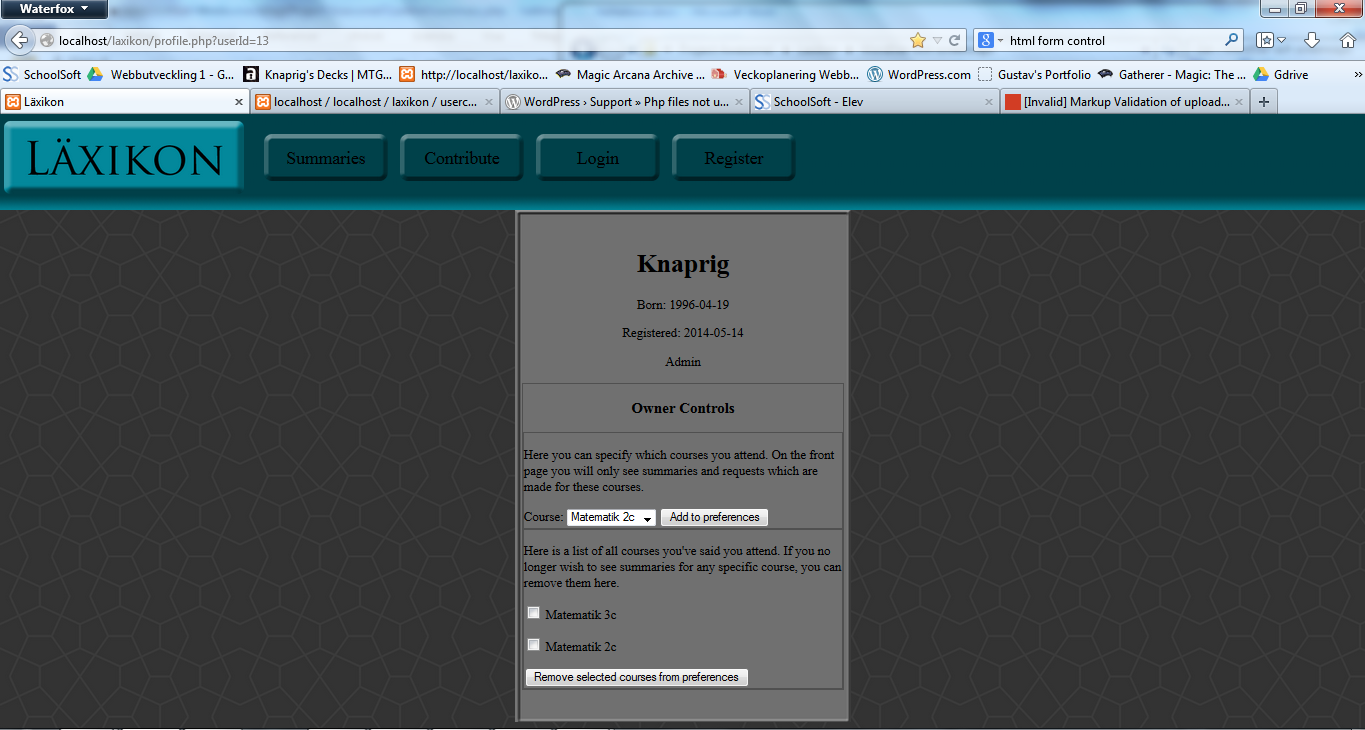 Waterfox
localhost/laxikon/profile.php?userId=13
html form control
SchoolSoft
Webbutveckling 1 - G...
Knaprig's Decks | MTG...
http://localhost/laxiko...
Magic Arcana Archive ...
Veckoplanering Webb...
WordPress.com
Gustav's Portfolio
Gatherer - Magic: The ...
Gdrive
»
Läxikon
localhost / localhost / laxikon / userc...
WordPress › Support » Php files not u...
SchoolSoft - Elev
[Invalid] Markup Validation of upload...
LÄXIKON
Summaries
Contribute
Login
Register
Knaprig
Born: 1996-04-19
Registered: 2014-05-14
Admin
Owner Controls
Here you can specify which courses you attend. On the front
page you will only see summaries and requests which are
made for these courses.
Course: Matematik 2c Add to preferences
Here is a list of all courses you've said you attend. If you no
longer wish to see summaries for any specific course, you can
remove them here.
Matematik 3c
Matematik 2c
Remove selected courses from preferences